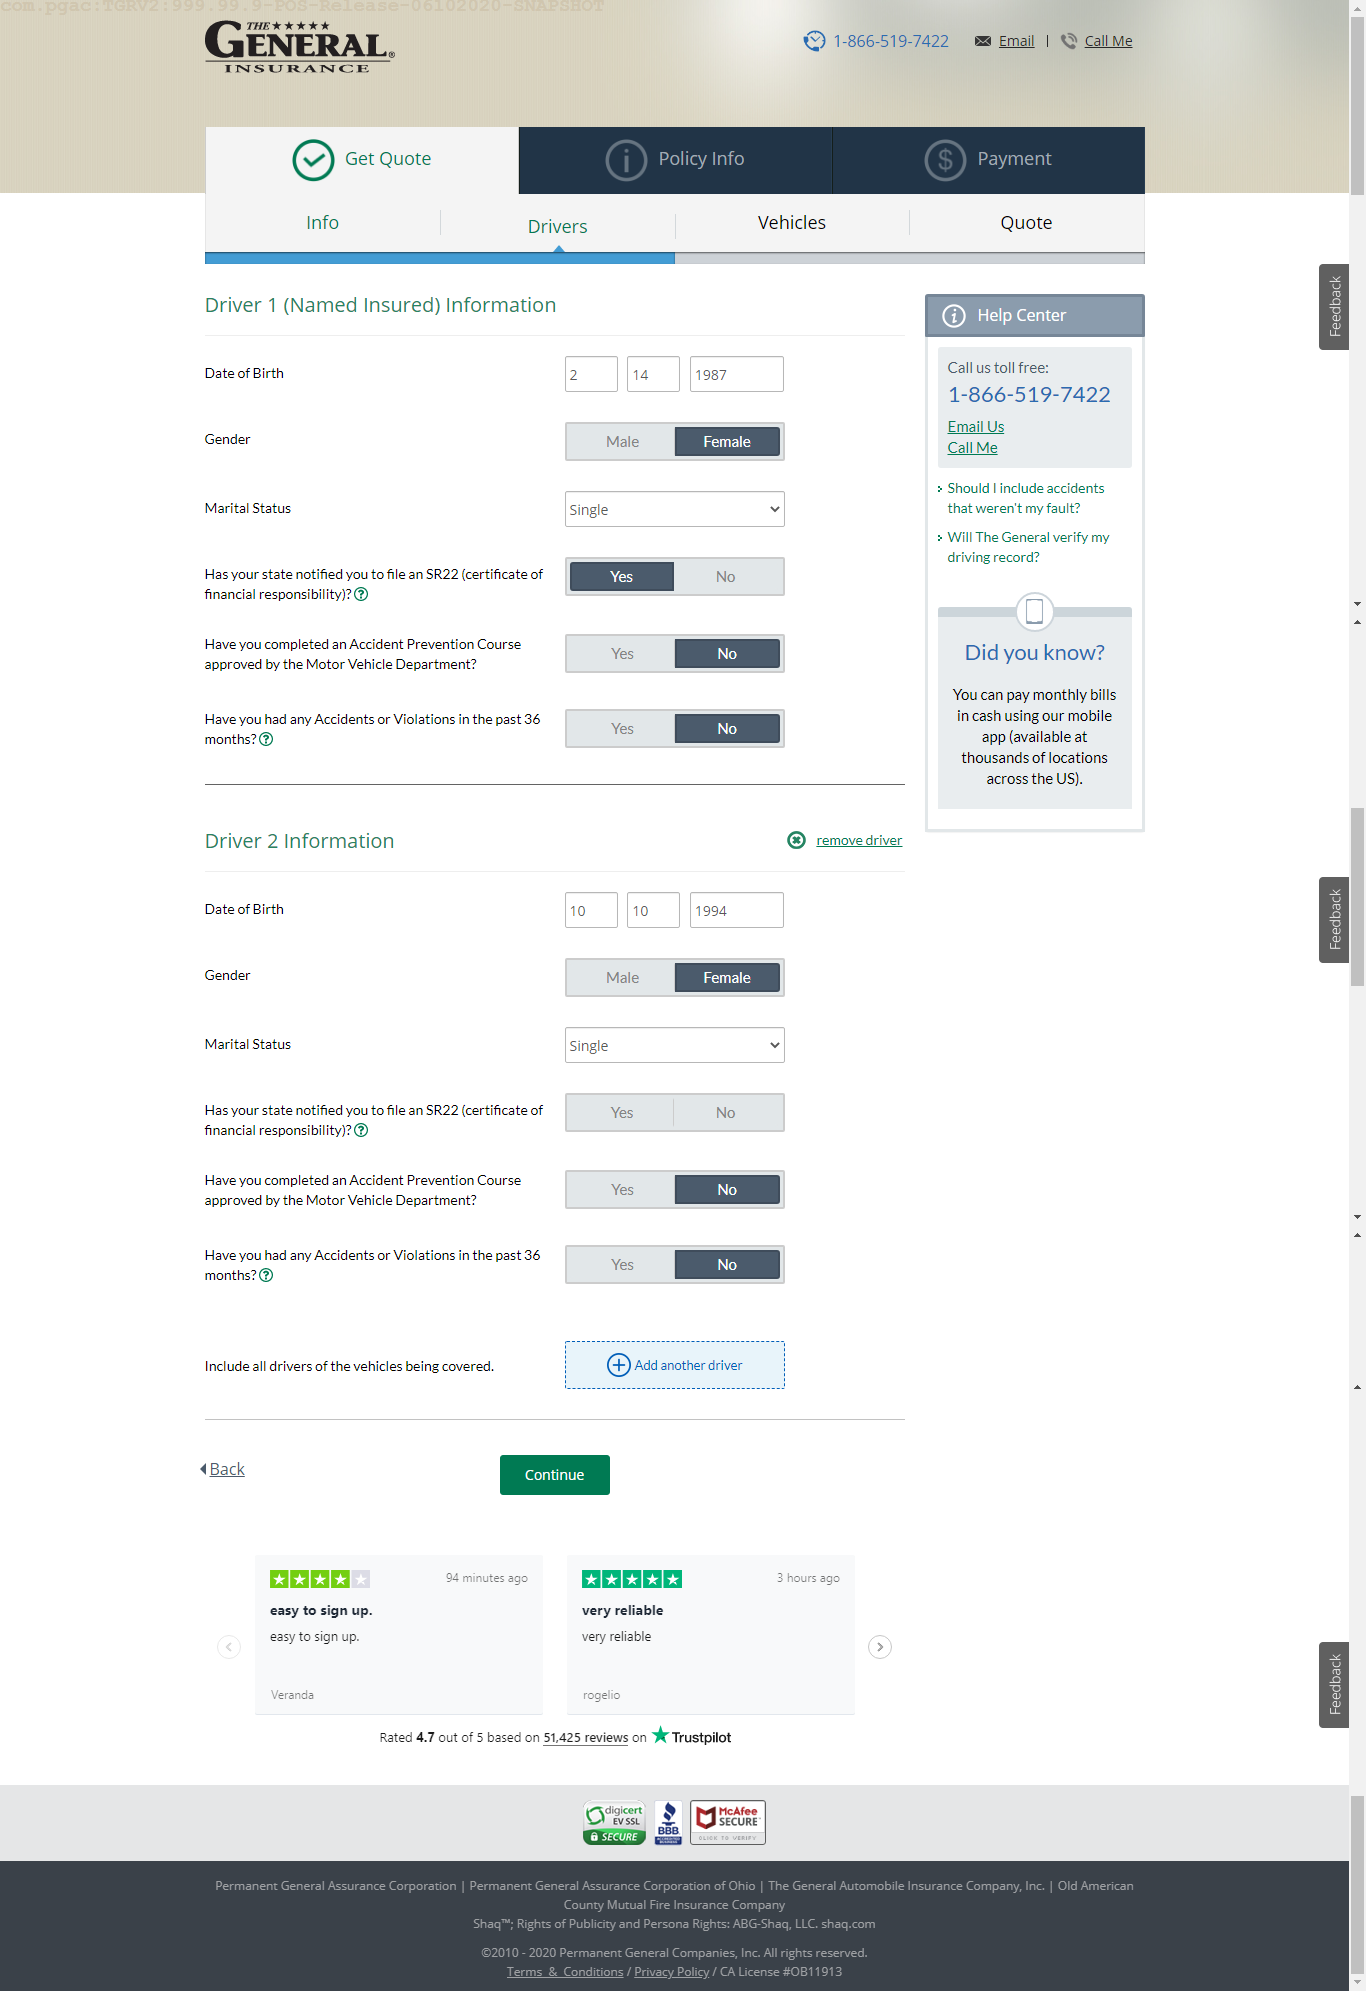 com.pgac:TGRV2:999.99.9-POS-Release-06102020-SNAPSHOT
THE
GENERAL®
INSURANCE
1-866-519-7422
Email | Call Me
Get Quote
Policy Info
Payment
Info
Drivers
Vehicles
Quote
Driver 1 (Named Insured) Information
Date of Birth
2 14 1987
Gender
Male Female
Marital Status
Single
Has your state notified you to file an SR22 (certificate of
financial responsibility)?
Yes No
Have you completed an Accident Prevention Course
approved by the Motor Vehicle Department?
Yes No
Have you had any Accidents or Violations in the past 36
months?
Yes No
Help Center
Call us toll free:
1-866-519-7422
Email Us
Call Me
Should I include accidents
that weren't my fault?
Will The General verify my
driving record?
Did you know?
You can pay monthly bills
in cash using our mobile
app (available at
thousands of locations
across the US).
Feedback
Driver 2 Information
remove driver
Date of Birth
10 10 1994
Gender
Male Female
Marital Status
Single
Has your state notified you to file an SR22 (certificate of
financial responsibility)?
Yes No
Have you completed an Accident Prevention Course
approved by the Motor Vehicle Department?
Yes No
Have you had any Accidents or Violations in the past 36
months?
Yes No
Feedback
Include all drivers of the vehicles being covered.
Add another driver
Back
Continue
94 minutes ago
easy to sign up.
easy to sign up.
Veranda
3 hours ago
very reliable
very reliable
rogelio
Feedback
Rated 4.7 out of 5 based on 51,425 reviews on Trustpilot
digicert
EV SSL
SECURE
BBB
ACCREDITED
BUSINESS
McAfee
SECURE
CLICK TO VERIFY
Permanent General Assurance Corporation | Permanent General Assurance Corporation of Ohio | The General Automobile Insurance Company, Inc. | Old American
County Mutual Fire Insurance Company
Shaq™; Rights of Publicity and Persona Rights: ABG-Shaq, LLC. shaq.com
©2010 - 2020 Permanent General Companies, Inc. All rights reserved.
Terms & Conditions / Privacy Policy / CA License #OB11913